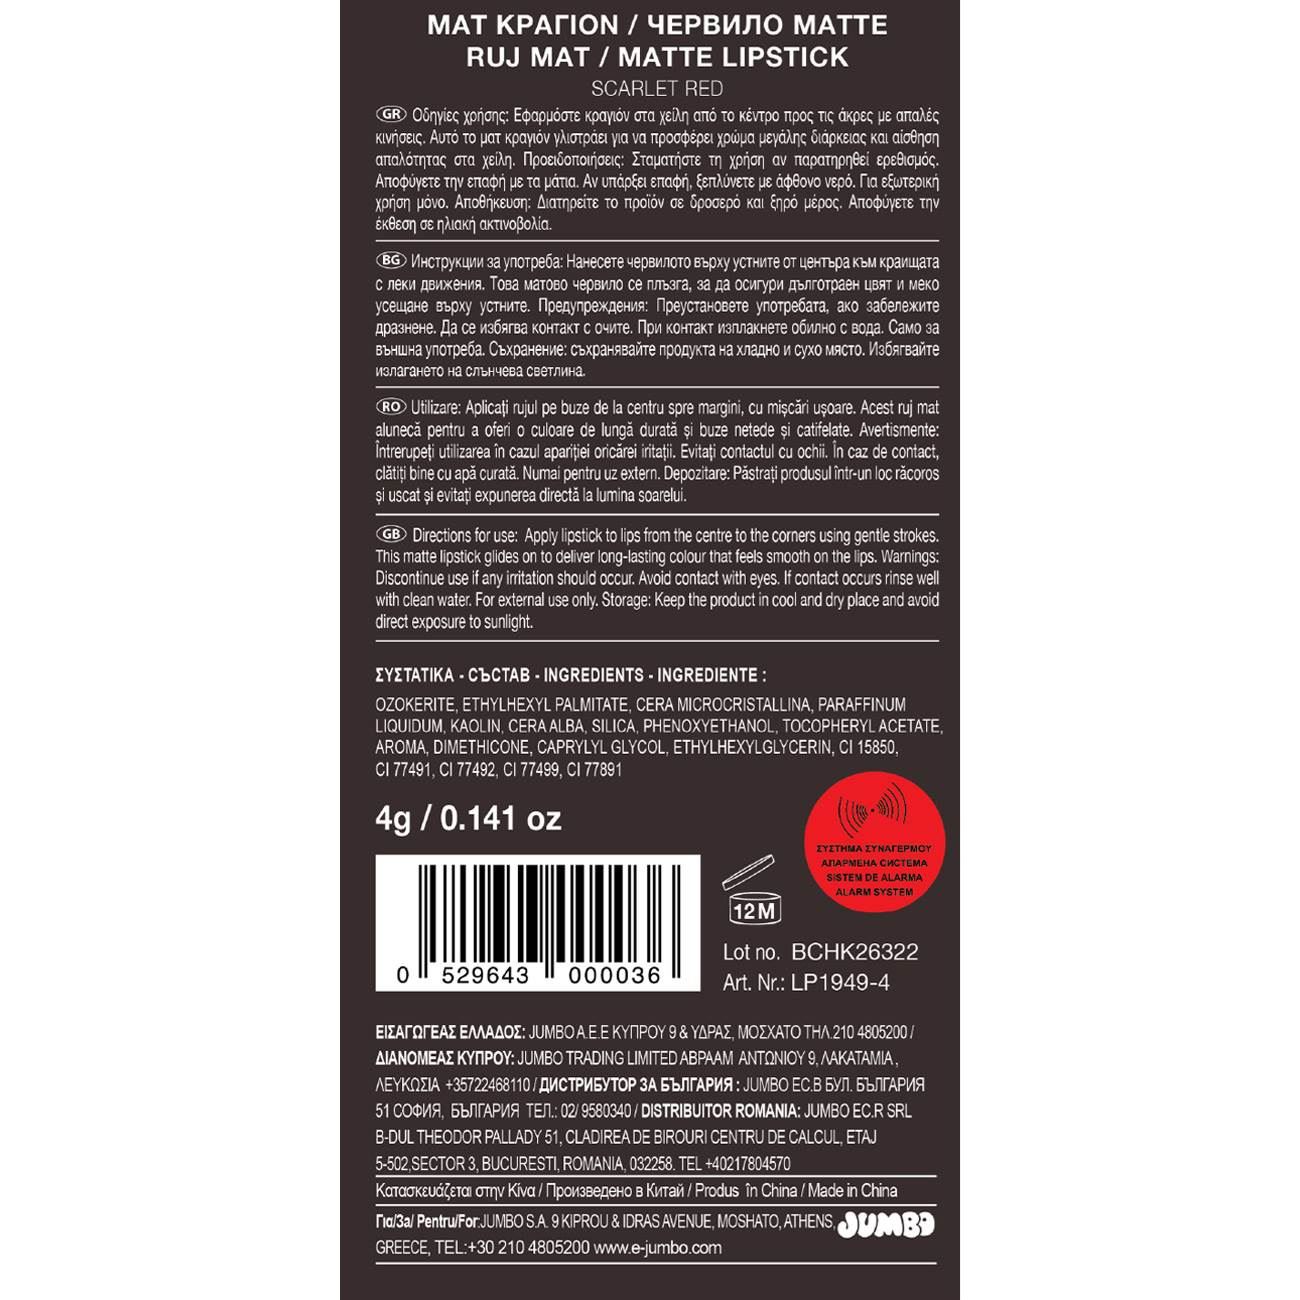 ΜΑΤ ΚΡΑΓΙΟΝ / ЧЕРВИЛО МАТТЕ
RUJ MAT / MATTE LIPSTICK
SCARLET RED
GR Οδηγίες χρήσης: Εφαρμόστε κραγιόν στα χείλη από το κέντρο προς τις άκρες με απαλές
κινήσεις. Αυτό το ματ κραγιόν γλιστράει για να προσφέρει χρώμα μεγάλης διάρκειας και αίσθηση
απαλότητας στα χείλη. Προειδοποιήσεις: Σταματήστε τη χρήση αν παρατηρηθεί ερεθισμός.
Αποφύγετε την επαφή με τα μάτια. Αν υπάρξει επαφή, ξεπλύνετε με άφθονο νερό. Για εξωτερική
χρήση μόνο. Αποθήκευση: Διατηρείτε το προϊόν σε δροσερό και ξηρό μέρος. Αποφύγετε την
έκθεση σε ηλιακή ακτινοβολία.
BG Инструкции за употреба: Нанесете червилото върху устните от центъра към краищата
с леки движения. Това матово червило се плъзга, за да осигури дълготраен цвят и меко
усещане върху устните. Предупреждения: Преустановете употребата, ако забележите
дразнене. Да се избягва контакт с очите. При контакт изплакнете обилно с вода. Само за
външна употреба. Съхранение: съхранявайте продукта на хладно и сухо място. Избягвайте
излагането на слънчева светлина.
RO Utilizare: Aplicați rujul pe buze de la centru spre margini, cu mișcări ușoare. Acest ruj mat
alunecă pentru a oferi o culoare de lungă durată și buze netede și catifelate. Avertismente:
Întrerupeți utilizarea în cazul apariției oricărei iritații. Evitați contactul cu ochii. În caz de contact,
clătiți bine cu apă curată. Numai pentru uz extern. Depozitare: Păstrați produsul într-un loc răcoros
și uscat și evitați expunerea directă la lumina soarelui.
GB Directions for use: Apply lipstick to lips from the centre to the corners using gentle strokes.
This matte lipstick glides on to deliver long-lasting colour that feels smooth on the lips. Warnings:
Discontinue use if any irritation should occur. Avoid contact with eyes. If contact occurs rinse well
with clean water. For external use only. Storage: Keep the product in cool and dry place and avoid
direct exposure to sunlight.
ΣΥΣΤΑΤΙΚΑ - СЪСТАВ - INGREDIENTS - INGREDIENTE :
OZOKERITE, ETHYLHEXYL PALMITATE, CERA MICROCRISTALLINA, PARAFFINUM
LIQUIDUM, KAOLIN, CERA ALBA, SILICA, PHENOXYETHANOL, TOCOPHERYL ACETATE,
AROMA, DIMETHICONE, CAPRYLYL GLYCOL, ETHYLHEXYLGLYCERIN, CI 15850,
CI 77491, CI 77492, CI 77499, CI 77891
4g / 0.141 oz
ΣΥΣΤΗΜΑ ΣΥΝΑΓΕΡΜΟΥ
АЛАРМЕНА СИСТЕМА
SISTEM DE ALARMA
ALARM SYSTEM
12M
0 529643 000036
Lot no. BCHK26322
Art. Nr.: LP1949-4
ΕΙΣΑΓΩΓΕΑΣ ΕΛΛΑΔΟΣ: JUMBO A.E.E ΚΥΠΡΟΥ 9 & ΥΔΡΑΣ, ΜΟΣΧΑΤΟ ΤΗΛ.210 4805200 /
ΔΙΑΝΟΜΕΑΣ ΚΥΠΡΟΥ: JUMBO TRADING LIMITED ΑΒΡΑΑΜ ΑΝΤΩΝΙΟΥ 9, ΛΑΚΑΤΑΜΙΑ ,
ΛΕΥΚΩΣΙΑ +35722468110 / ДИСТРИБУТОР ЗА БЪЛГАРИЯ : JUMBO EC.B БУЛ. БЪЛГАРИЯ
51 СОФИЯ, БЪЛГАРИЯ ТЕЛ.: 02/ 9580340 / DISTRIBUITOR ROMANIA: JUMBO EC.R SRL
B-DUL THEODOR PALLADY 51, CLADIREA DE BIROURI CENTRU DE CALCUL, ETAJ
5-502,SECTOR 3, BUCURESTI, ROMANIA, 032258. TEL +40217804570
Κατασκευάζεται στην Κίνα / Произведено в Китай / Produs în China / Made in China
Για/За/ Pentru/For:JUMBO S.A. 9 KIPROU & IDRAS AVENUE, MOSHATO, ATHENS, JUMBO
GREECE, TEL:+30 210 4805200 www.e-jumbo.com